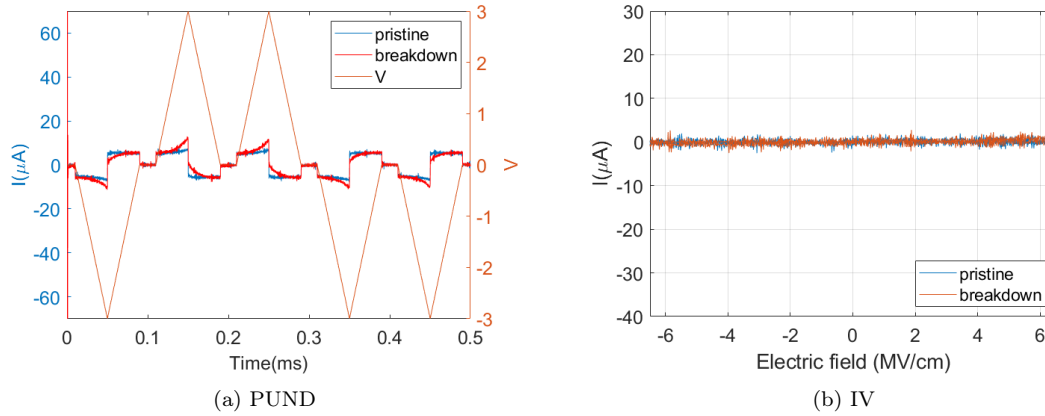 60
40
20
0
-20
-40
-60
I(μA)
3
2
1
0
-1
-2
-3
V
pristine
breakdown
V
0 0.1 0.2 0.3 0.4 0.5
Time(ms)
(a) PUND
30
20
10
0
-10
-20
-30
-40
I(μA)
pristine
breakdown
-6 -4 -2 0 2 4 6
Electric field (MV/cm)
(b) IV